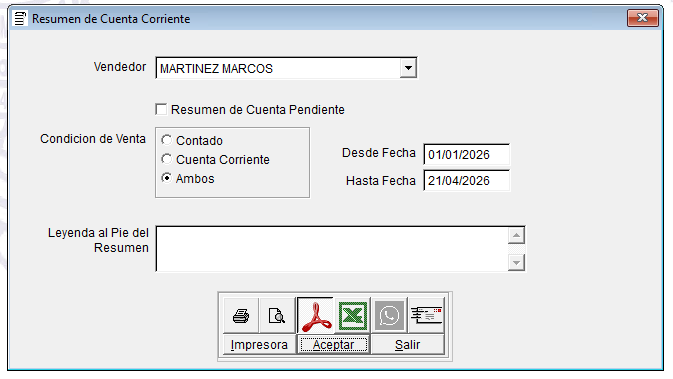 Resumen de Cuenta Corriente
Vendedor
MARTINEZ MARCOS
Resumen de Cuenta Pendiente
Condicion de Venta
Contado
Cuenta Corriente
Ambos
Desde Fecha
01/01/2026
Hasta Fecha
21/04/2026
Leyenda al Pie del
Resumen
Impresora
Aceptar
Salir